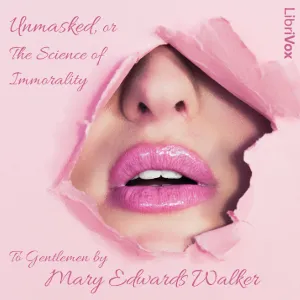 Unmasked, or
The Science of
Immorality
LibriVox
To Gentlemen by
Mary Edwards Walker